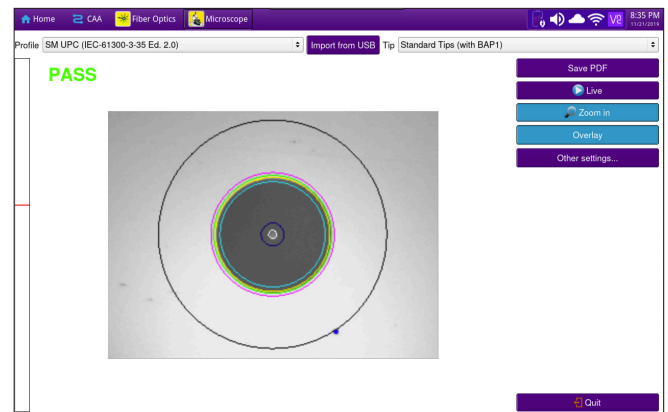 Home CAA Fiber Optics Microscope V2 8:35 PM
11/21/2019
Profile SM UPC (IEC-61300-3-35 Ed. 2.0) Import from USB Tip Standard Tips (with BAP1)
PASS
Save PDF
Live
Zoom in
Overlay
Other settings...
Quit